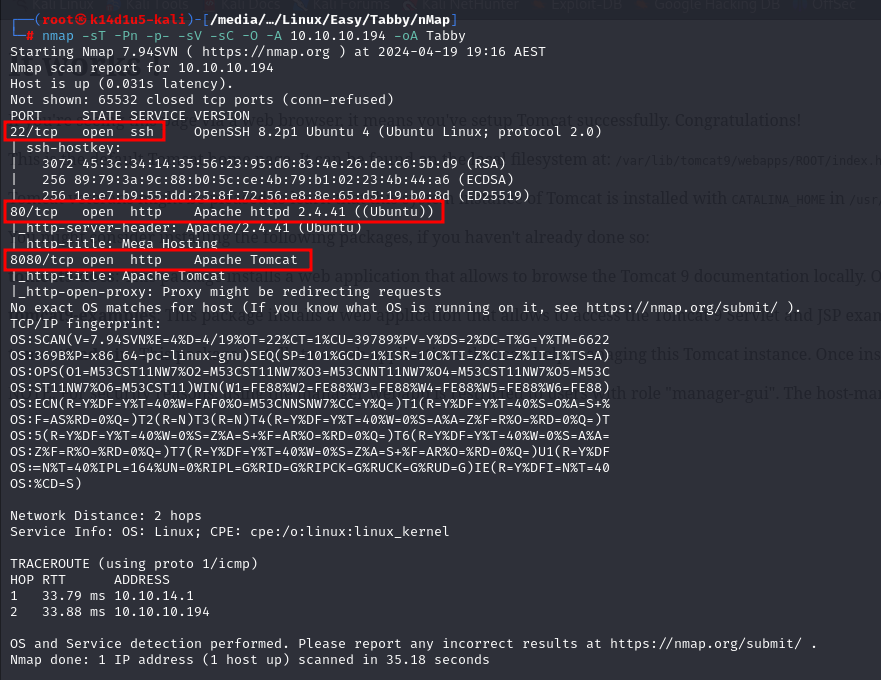 Kali Linux Kali Tools Kali Docs Kali Forums Kali NetHunter Exploit-DB Google Hacking DB OffSec
┌──(root㉿k14d1u5-kali)-[/media/…/Linux/Easy/Tabby/nMap]
└─# nmap -sT -Pn -p- -sV -sC -O -A 10.10.10.194 -oA Tabby
Starting Nmap 7.94SVN ( https://nmap.org ) at 2024-04-19 19:16 AEST
Nmap scan report for 10.10.10.194
Host is up (0.031s latency).
Not shown: 65532 closed tcp ports (conn-refused)
PORT     STATE SERVICE VERSION
22/tcp   open  ssh     OpenSSH 8.2p1 Ubuntu 4 (Ubuntu Linux; protocol 2.0)
| ssh-hostkey:
|   3072 45:3c:34:14:35:56:23:95:d6:83:4e:26:de:c6:5b:d9 (RSA)
|   256 89:79:3a:9c:88:b0:5c:ce:4b:79:b1:02:23:4b:44:a6 (ECDSA)
|   256 1e:e7:b9:55:dd:25:8f:72:56:e8:8e:65:d5:19:b0:8d (ED25519)
80/tcp   open  http    Apache httpd 2.4.41 ((Ubuntu))
|_http-server-header: Apache/2.4.41 (Ubuntu)
|_http-title: Mega Hosting
8080/tcp open  http    Apache Tomcat
|_http-title: Apache Tomcat
|_http-open-proxy: Proxy might be redirecting requests
No exact OS matches for host (If you know what OS is running on it, see https://nmap.org/submit/ ).
TCP/IP fingerprint:
OS:SCAN(V=7.94SVN%E=4%D=4/19%OT=22%CT=1%CU=39789%PV=Y%DS=2%DC=T%G=Y%TM=6622
OS:369B%P=x86_64-pc-linux-gnu)SEQ(SP=101%GCD=1%ISR=10C%TI=Z%CI=Z%II=I%TS=A)
OS:OPS(O1=M53CST11NW7%O2=M53CST11NW7%O3=M53CNNT11NW7%O4=M53CST11NW7%O5=M53C
OS:ST11NW7%O6=M53CST11)WIN(W1=FE88%W2=FE88%W3=FE88%W4=FE88%W5=FE88%W6=FE88)
OS:ECN(R=Y%DF=Y%T=40%W=FAF0%O=M53CNNSNW7%CC=Y%Q=)T1(R=Y%DF=Y%T=40%S=O%A=S+%
OS:F=AS%RD=0%Q=)T2(R=N)T3(R=N)T4(R=Y%DF=Y%T=40%W=0%S=A%A=Z%F=R%O=%RD=0%Q=)T
OS:5(R=Y%DF=Y%T=40%W=0%S=Z%A=S+%F=AR%O=%RD=0%Q=)T6(R=Y%DF=Y%T=40%W=0%S=A%A=
OS:Z%F=R%O=%RD=0%Q=)T7(R=Y%DF=Y%T=40%W=0%S=Z%A=S+%F=AR%O=%RD=0%Q=)U1(R=Y%DF
OS:=N%T=40%IPL=164%UN=0%RIPL=G%RID=G%RIPCK=G%RUCK=G%RUD=G)IE(R=Y%DFI=N%T=40
OS:%CD=S)
Network Distance: 2 hops
Service Info: OS: Linux; CPE: cpe:/o:linux:linux_kernel
TRACEROUTE (using proto 1/icmp)
HOP RTT      ADDRESS
1   33.79 ms 10.10.14.1
2   33.88 ms 10.10.10.194
OS and Service detection performed. Please report any incorrect results at https://nmap.org/submit/ .
Nmap done: 1 IP address (1 host up) scanned in 35.18 seconds